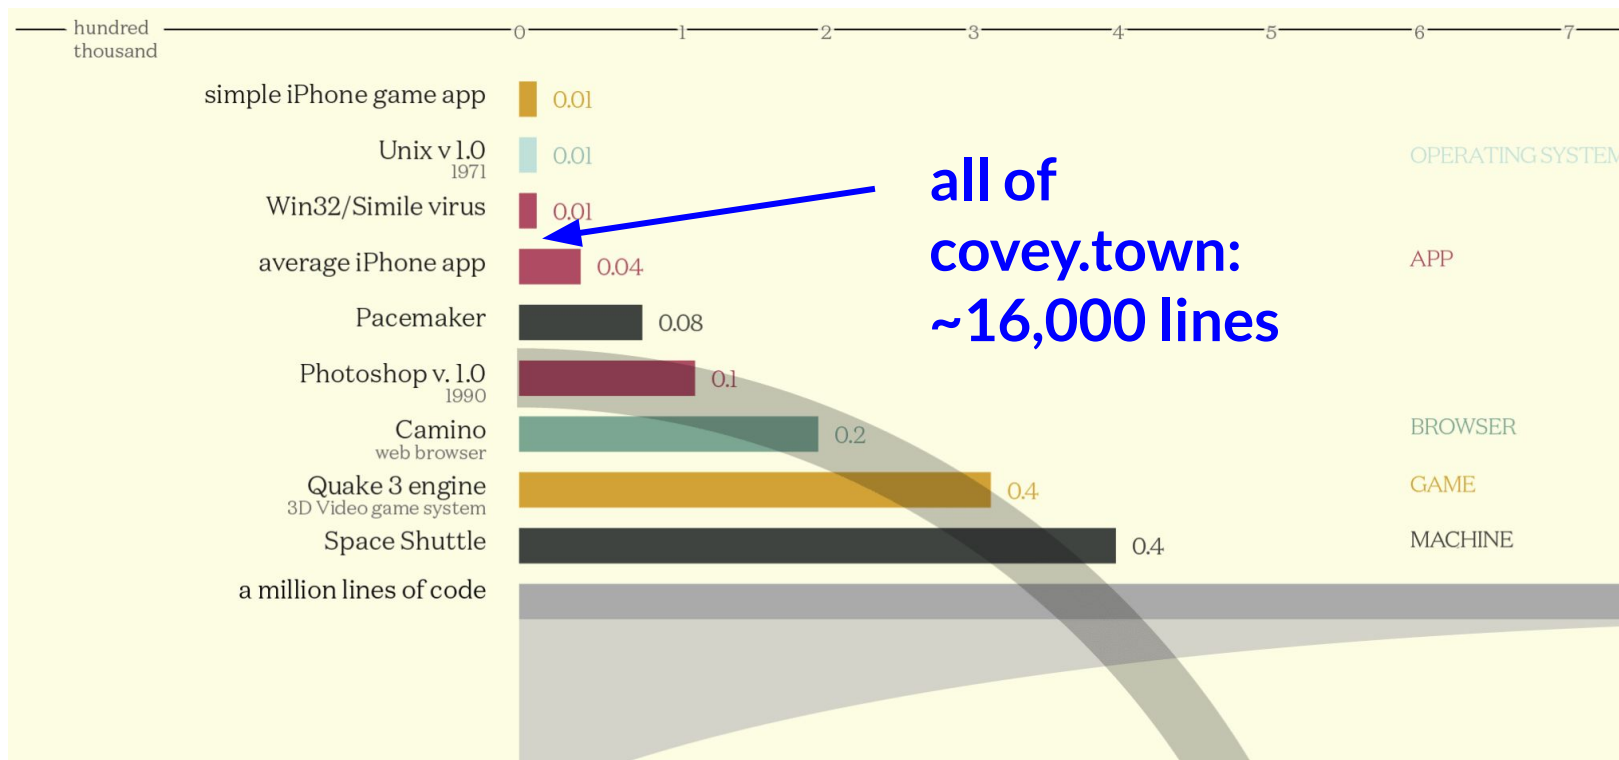 hundred
thousand
0 1 2 3 4 5 6 7
simple iPhone game app 0.01
Unix v 1.0 0.01
1971
OPERATING SYSTEM
Win32/Simile virus 0.01
average iPhone app 0.04
APP
all of
covey.town:
~16,000 lines
Pacemaker 0.08
Photoshop v. 1.0 0.1
1990
Camino 0.2
web browser
BROWSER
Quake 3 engine 0.4
3D Video game system
GAME
Space Shuttle 0.4
MACHINE
a million lines of code